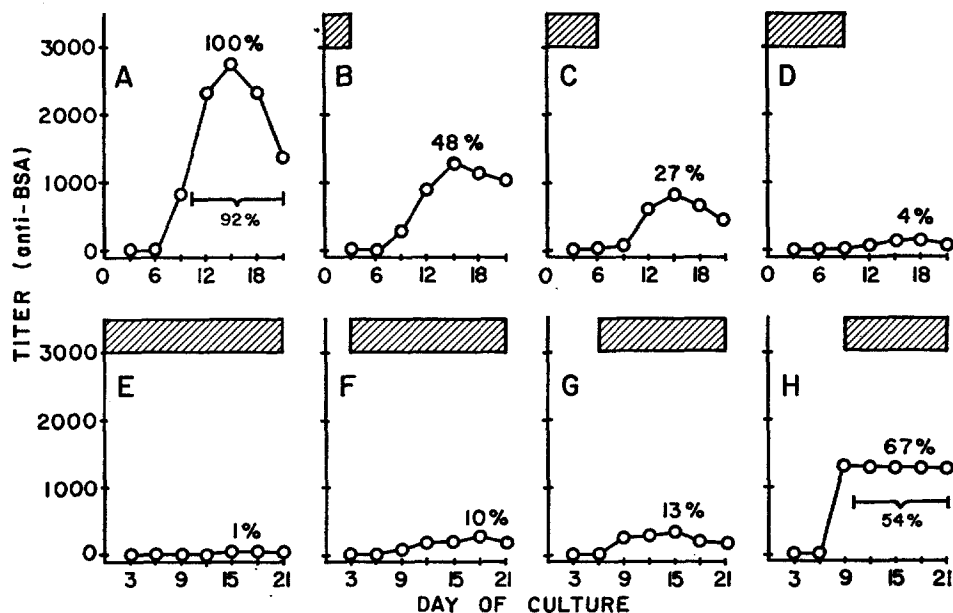 TITER (anti-BSA)
3000
2000
1000
0
A
100%
92%
0 6 12 18
B
48%
0 6 12 18
C
27%
0 6 12 18
D
4%
0 6 12 18
3000
2000
1000
0
E
1%
3 9 15 21
F
10%
3 9 15 21
G
13%
3 9 15 21
H
67%
54%
3 9 15 21
DAY OF CULTURE